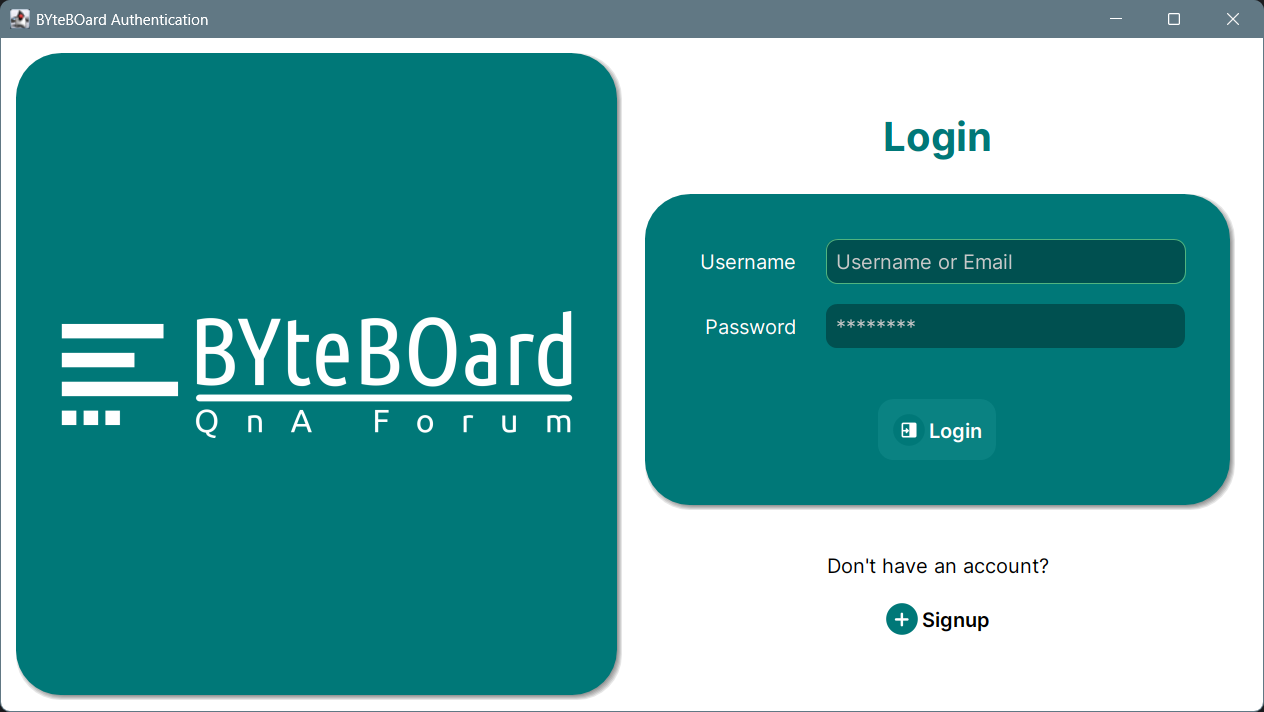 BYteBOard Authentication
BYteBOard
QnA Forum
Login
Username
Username or Email
Password
********
Login
Don't have an account?
Signup